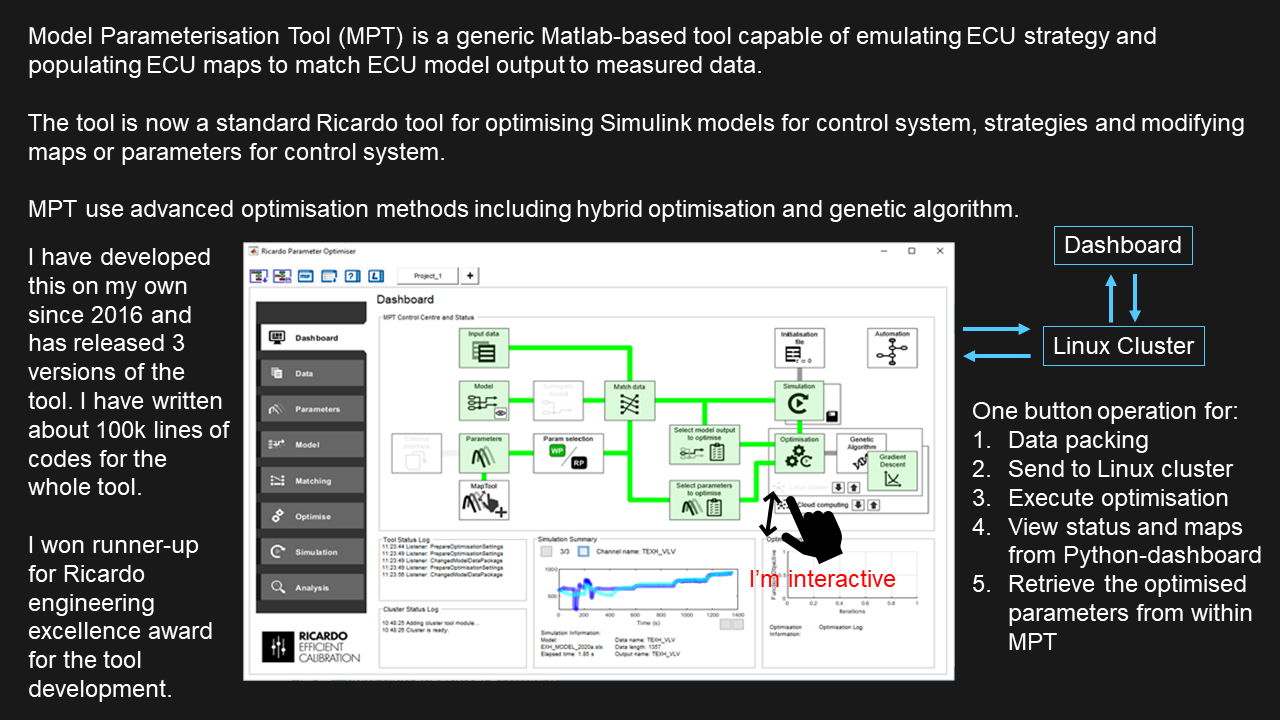 Model Parameterisation Tool (MPT) is a generic Matlab-based tool capable of emulating ECU strategy and
populating ECU maps to match ECU model output to measured data.
The tool is now a standard Ricardo tool for optimising Simulink models for control system, strategies and modifying
maps or parameters for control system.
MPT use advanced optimisation methods including hybrid optimisation and genetic algorithm.
I have developed
this on my own
since 2016 and
has released 3
versions of the
tool. I have written
about 100k lines of
codes for the
whole tool.
I won runner-up
for Ricardo
engineering
excellence award
for the tool
development.
Ricardo Parameter Optimiser
Project_1
+
Dashboard
Data
Parameters
Model
Matching
Optimise
Simulation
Analysis
RICARDO
EFFICIENT
CALIBRATION
Dashboard
MPT Control Centre and Status
Input data
Initialisation
file
Automation
Model
Surrogate
model
Match data
Simulation
External
interface
Parameters
Param selection
WP
RP
Select model output
to optimise
Optimisation
Genetic
Algorithm
Gradient
Descent
MapTool
Select parameters
to optimise
Linux cluster
Cloud computing
Tool Status Log
11:23:44 Listener: PrepareOptimisationSettings
11:23:49 Listener: ChangedModelDataPackage
11:23:49 Listener: PrepareOptimisationSettings
11:23:56 Listener: ChangedModelDataPackage
Cluster Status Log
10:48:25 Adding cluster tool module...
10:48:26 Cluster is ready.
Simulation Summary
3/3
Channel name: TEXH_VLV
1000
500
0 200 400 600 800 1000 1200 1400
Time (s)
Simulation Information:
Model:
EXH_MODEL_2020a.slx
Elapsed time: 1.85 s
Data name: TEXH_VLV
Data length: 1357
Output name: TEXH_VLV
I'm interactive
0 0.2 0.4 0.6 0.8 1
Iterations
Optimisation
Information:
Optimisation Log:
Dashboard
Linux Cluster
One button operation for:
1. Data packing
2. Send to Linux cluster
3. Execute optimisation
4. View status and maps
from Python-dashboard
5. Retrieve the optimised
parameters from within
MPT